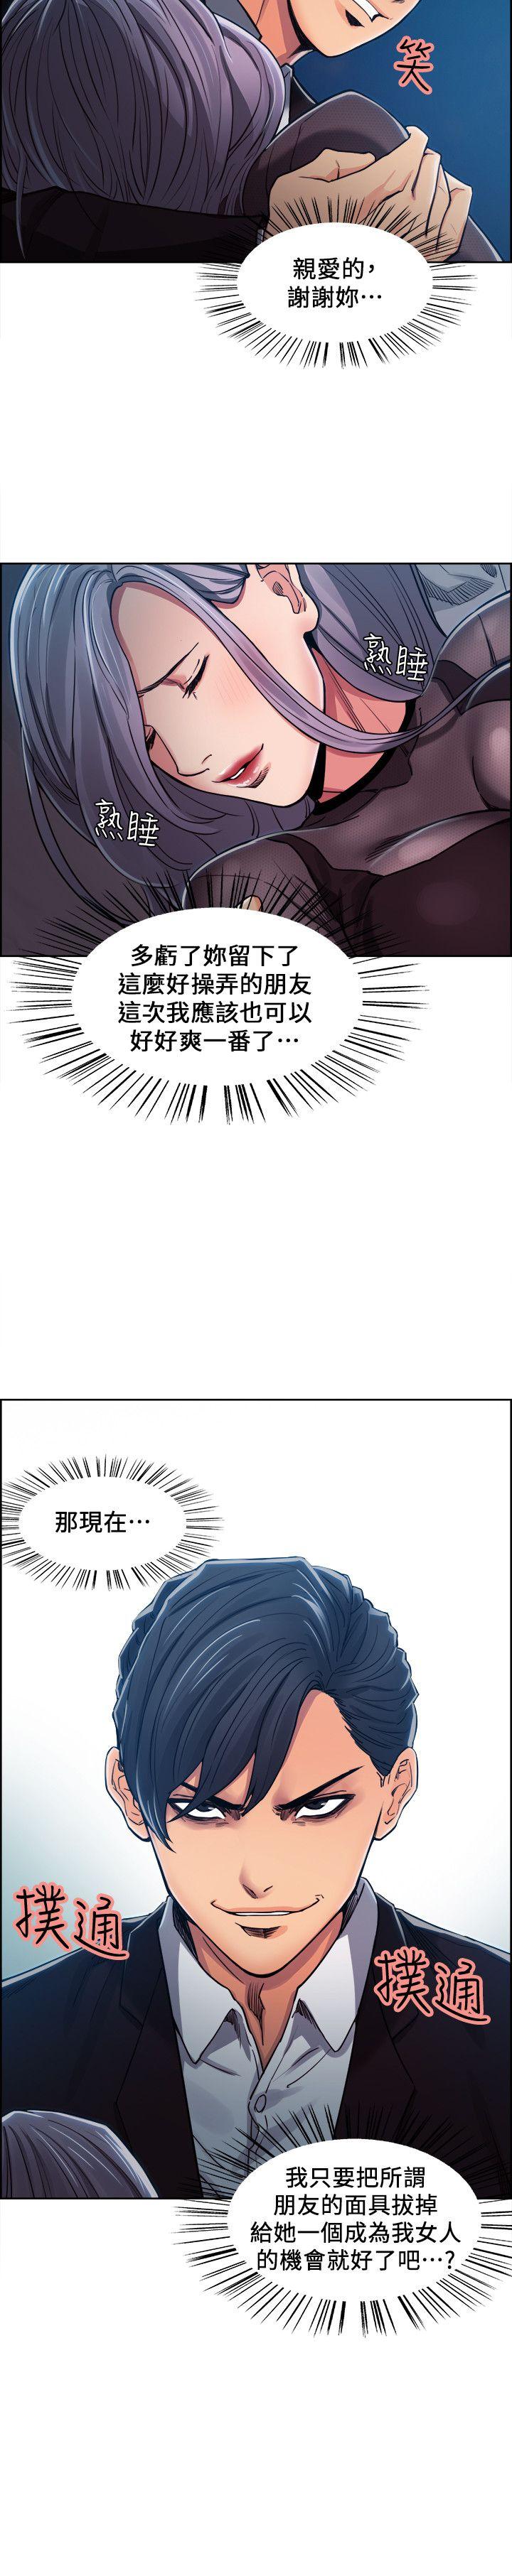 笑
親愛的，
謝謝妳…
熟睡
熟睡
多虧了妳留下了
這麼好操弄的朋友
這次我應該也可以
好好爽一番了…
那現在…
撲通
撲通
我只要把所謂
朋友的面具拔掉
給她一個成為我女人
的機會就好了吧…?